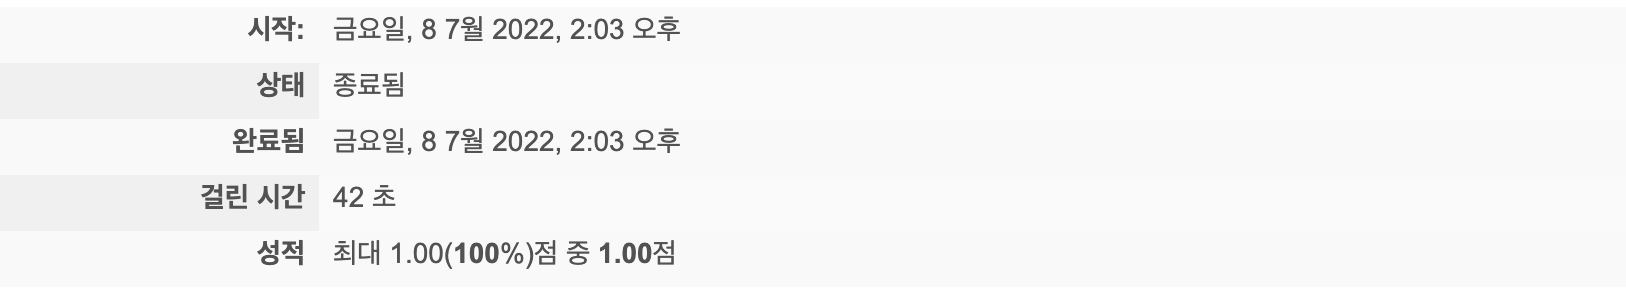 시작: 금요일, 8 7월 2022, 2:03 오후
상태 종료됨
완료됨 금요일, 8 7월 2022, 2:03 오후
걸린 시간 42 초
성적 최대 1.00(100%)점 중 1.00점